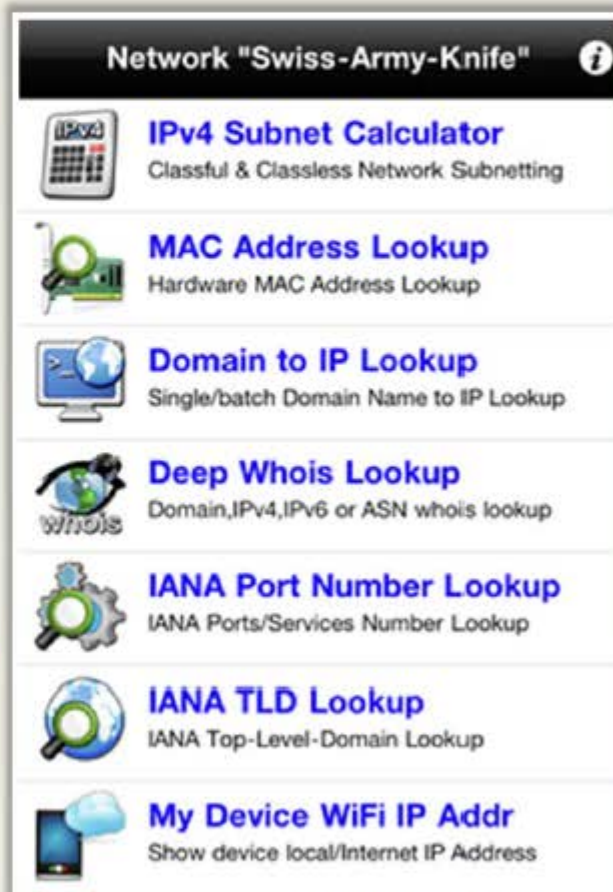 Network "Swiss-Army-Knife"
IPv4
IPv4 Subnet Calculator
Classful & Classless Network Subnetting
MAC Address Lookup
Hardware MAC Address Lookup
>_
Domain to IP Lookup
Single/batch Domain Name to IP Lookup
whois
Deep Whois Lookup
Domain,IPv4,IPv6 or ASN whois lookup
IANA Port Number Lookup
IANA Ports/Services Number Lookup
IANA TLD Lookup
IANA Top-Level-Domain Lookup
My Device WiFi IP Addr
Show device local/Internet IP Address